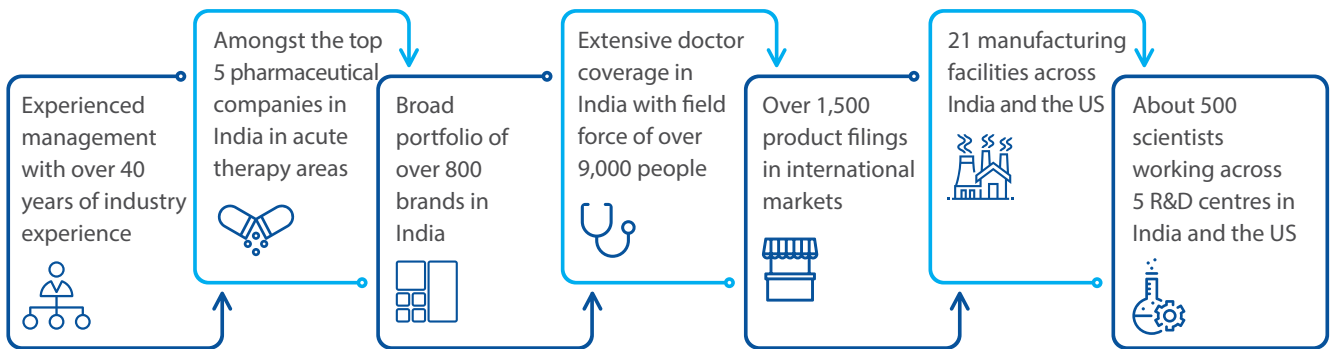 Experienced
management
with over 40
years of industry
experience
Amongst the top
5 pharmaceutical
companies in
India in acute
therapy areas
Broad
portfolio of
over 800
brands in
India
Extensive doctor
coverage in
India with field
force of over
9,000 people
Over 1,500
product filings
in international
markets
21 manufacturing
facilities across
India and the US
About 500
scientists
working across
5 R&D centres in
India and the US